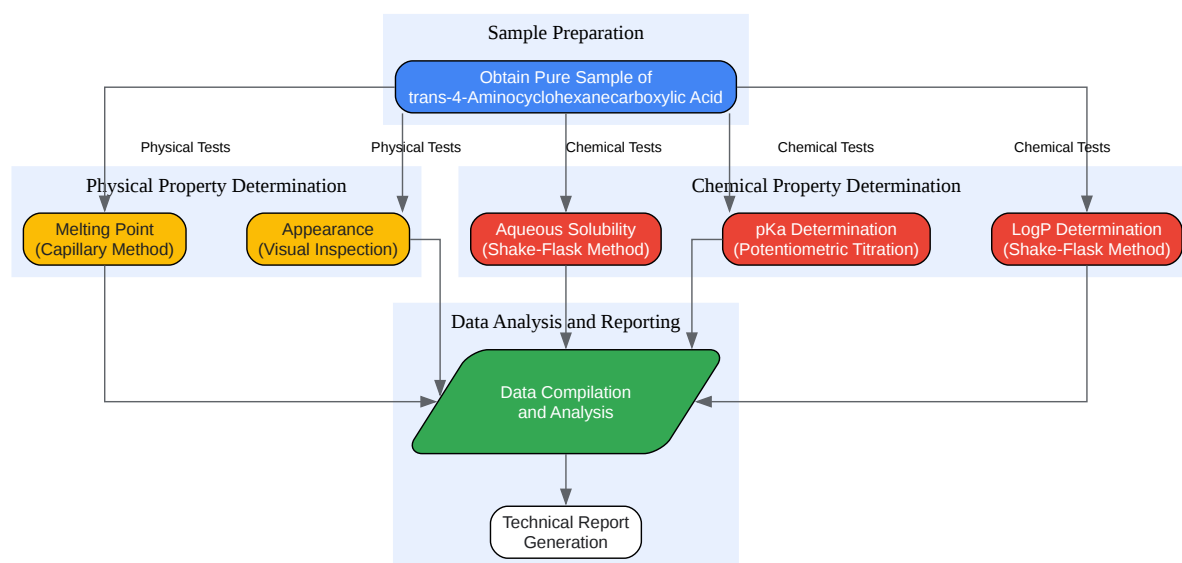 Sample Preparation
Obtain Pure Sample of
trans-4-Aminocyclohexanecarboxylic Acid
Physical Tests
Physical Tests
Chemical Tests
Chemical Tests
Chemical Tests
Physical Property Determination
Chemical Property Determination
Melting Point
(Capillary Method)
Appearance
(Visual Inspection)
Aqueous Solubility
(Shake-Flask Method)
pKa Determination
(Potentiometric Titration)
LogP Determination
(Shake-Flask Method)
Data Analysis and Reporting
Data Compilation
and Analysis
Technical Report
Generation